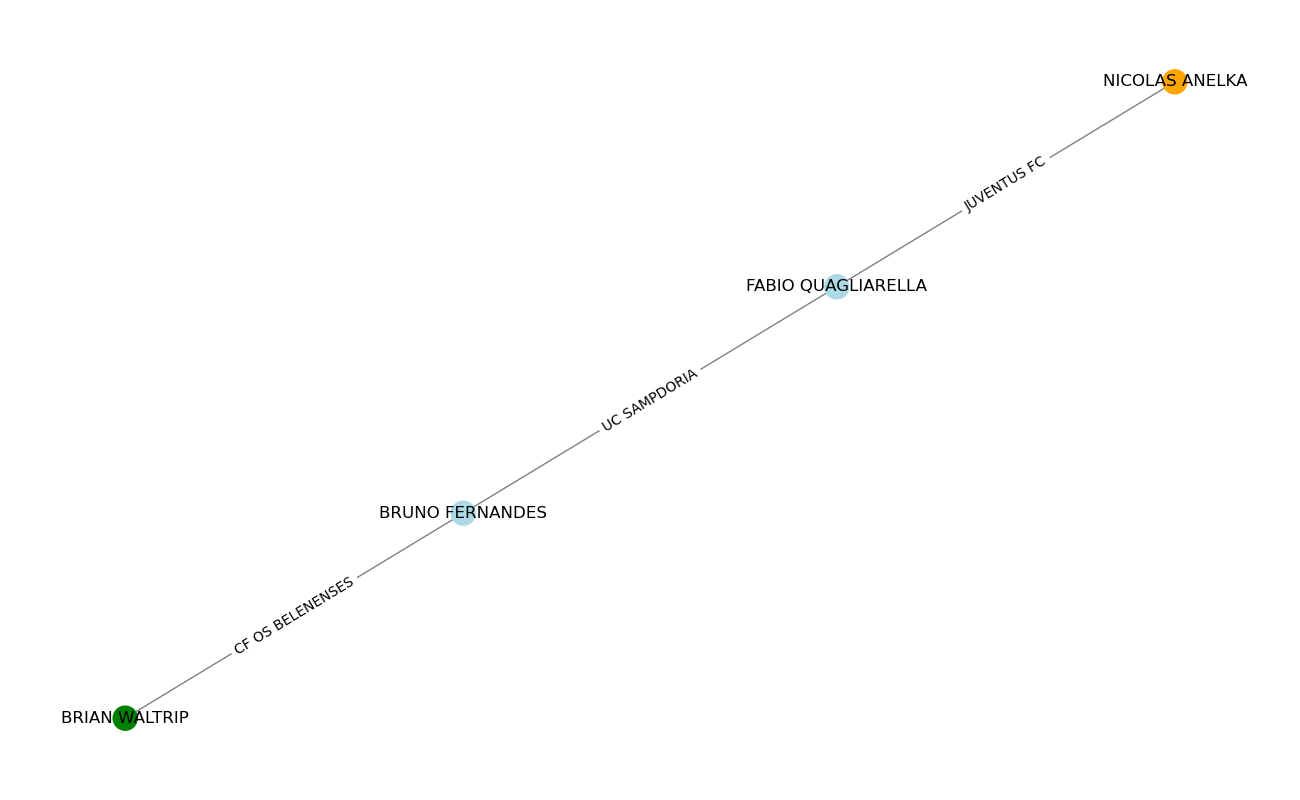 NICOLAS ANELKA
JUVENTUS FC
FABIO QUAGLIARELLA
UC SAMPDORIA
BRUNO FERNANDES
CF OS BELENENSES
BRIAN WALTRIP